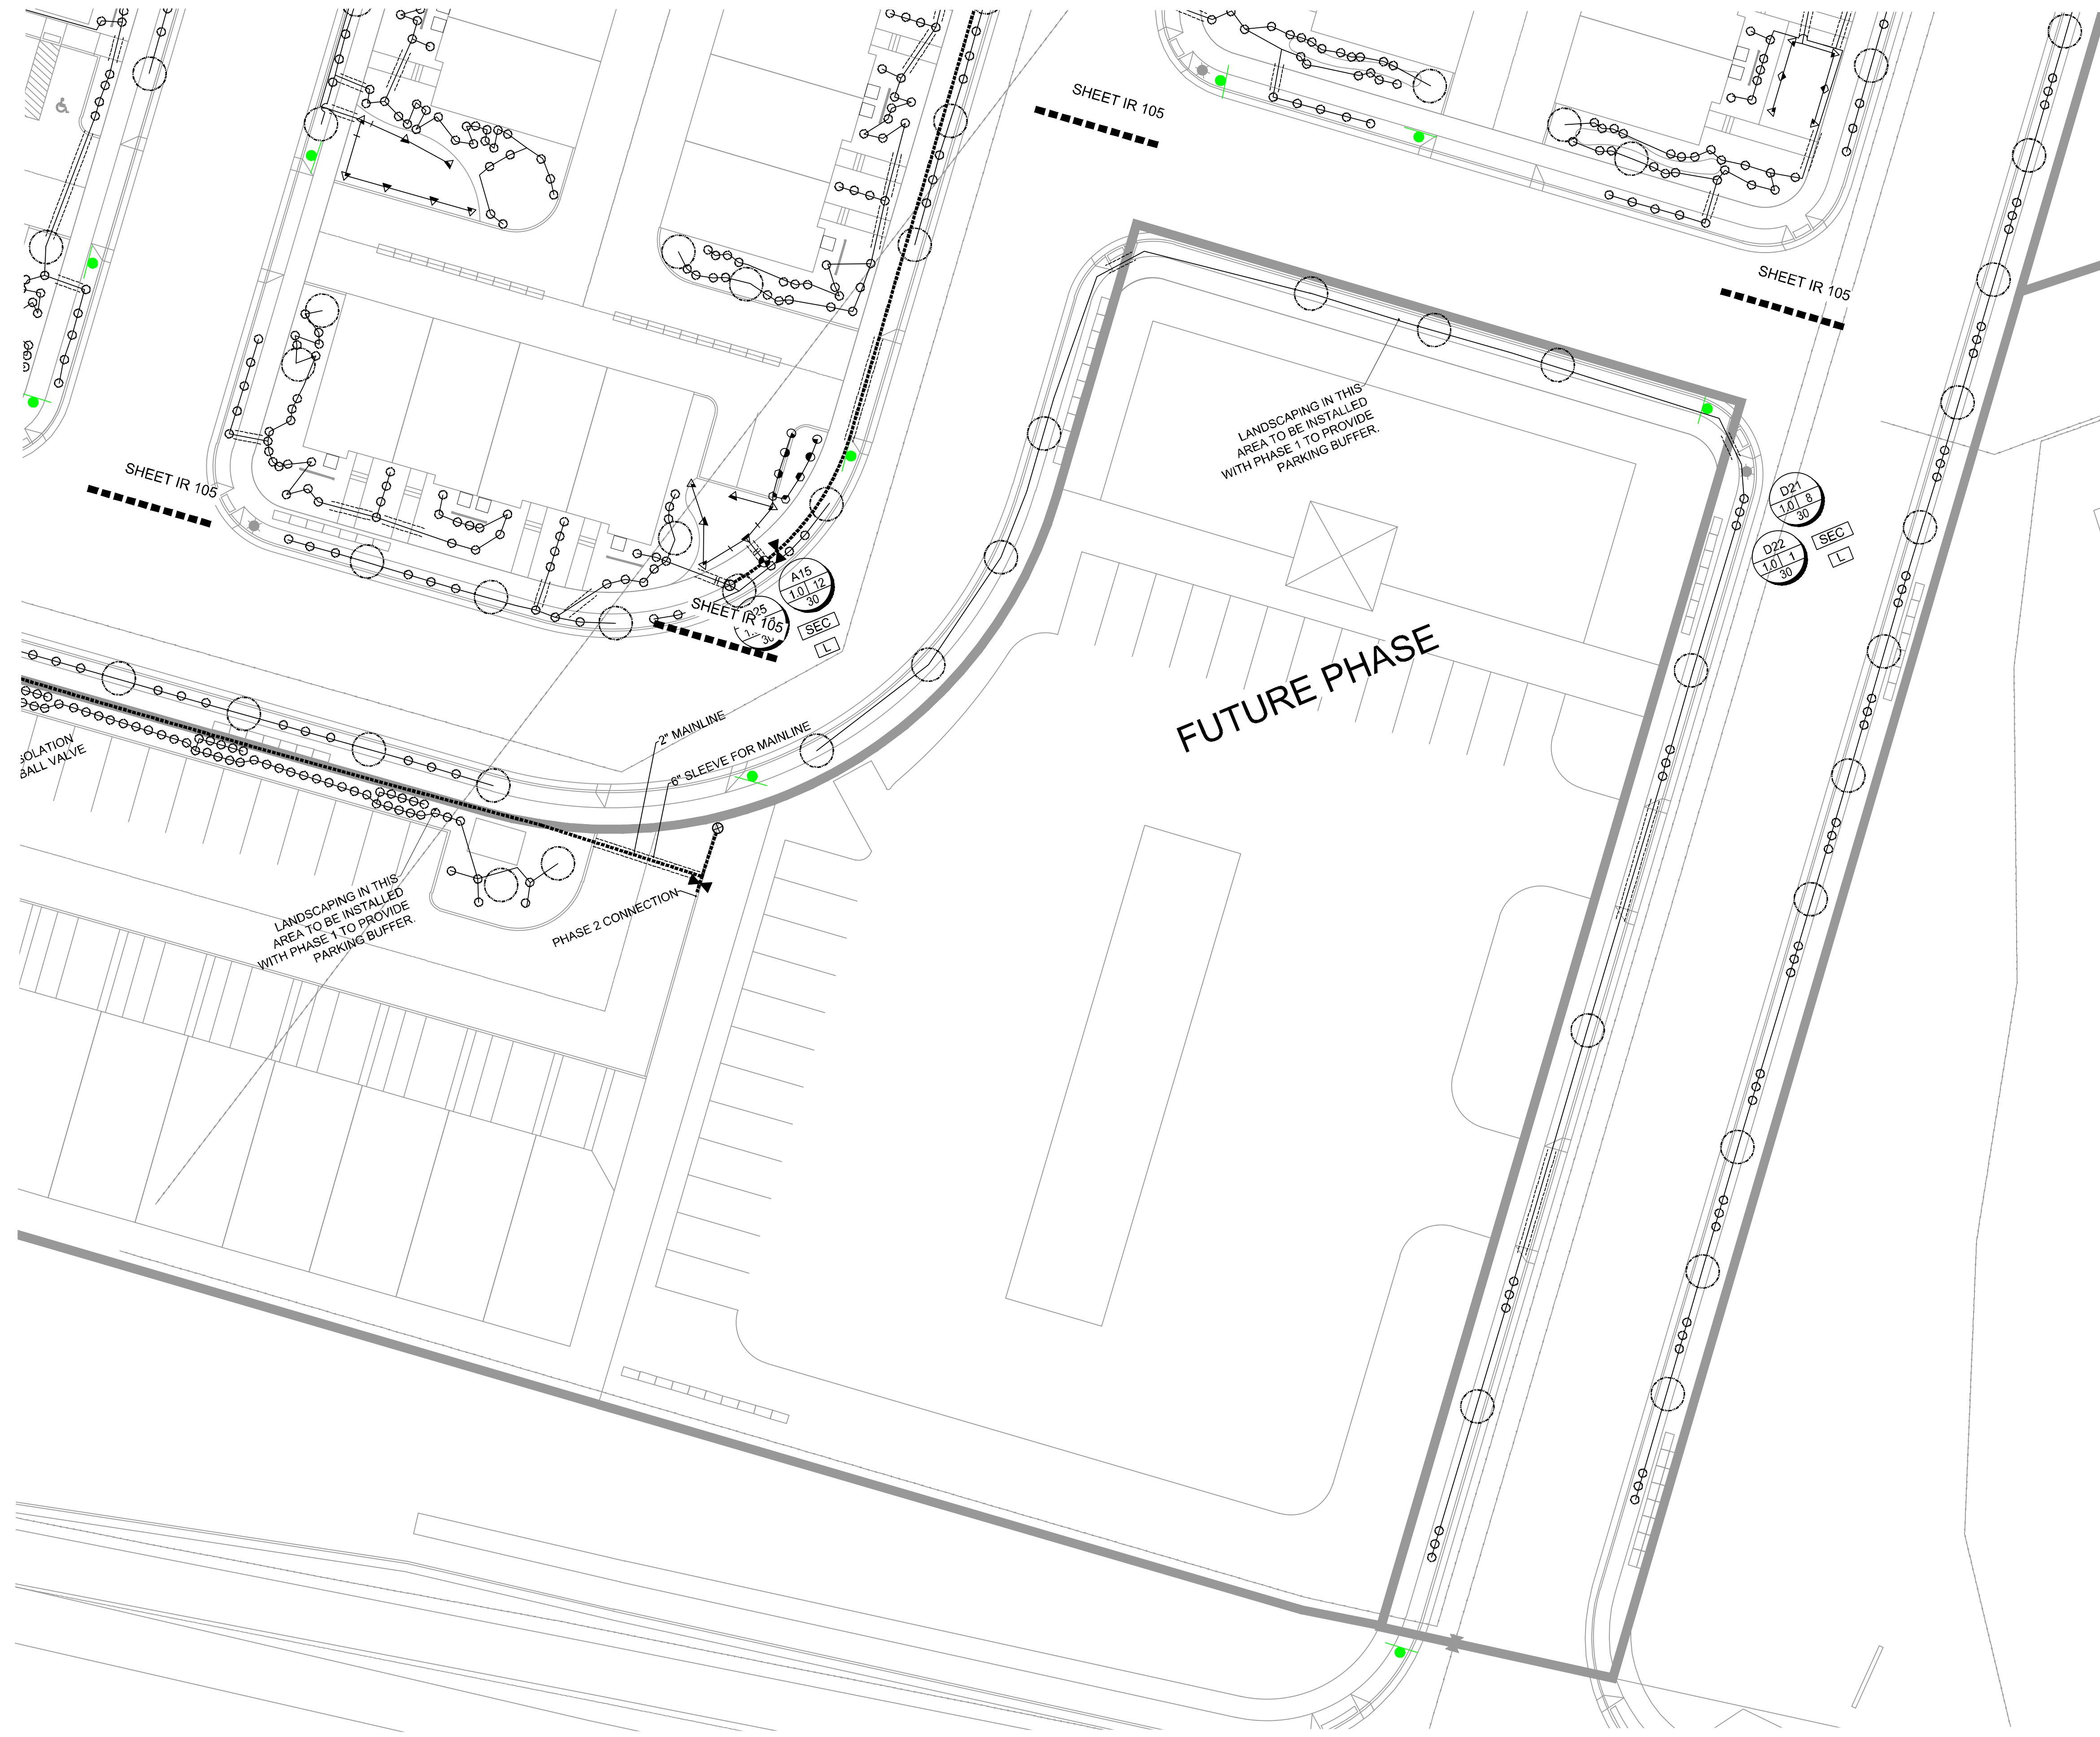 SHEET IR 105
SHEET IR 105
SHEET IR 105
LANDSCAPING IN THIS
AREA TO BE INSTALLED
WITH PHASE 1 TO PROVIDE
PARKING BUFFER.
D21
1.0 8
30
SEC
L
D22
1.0 1
30
A15
1.0 12
30
SEC
L
SHEET IR 105
30
FUTURE PHASE
2" MAINLINE
6" SLEEVE FOR MAINLINE
BALL VALVE
LANDSCAPING IN THIS
AREA TO BE INSTALLED
WITH PHASE 1 TO PROVIDE
PARKING BUFFER.
PHASE 2 CONNECTION